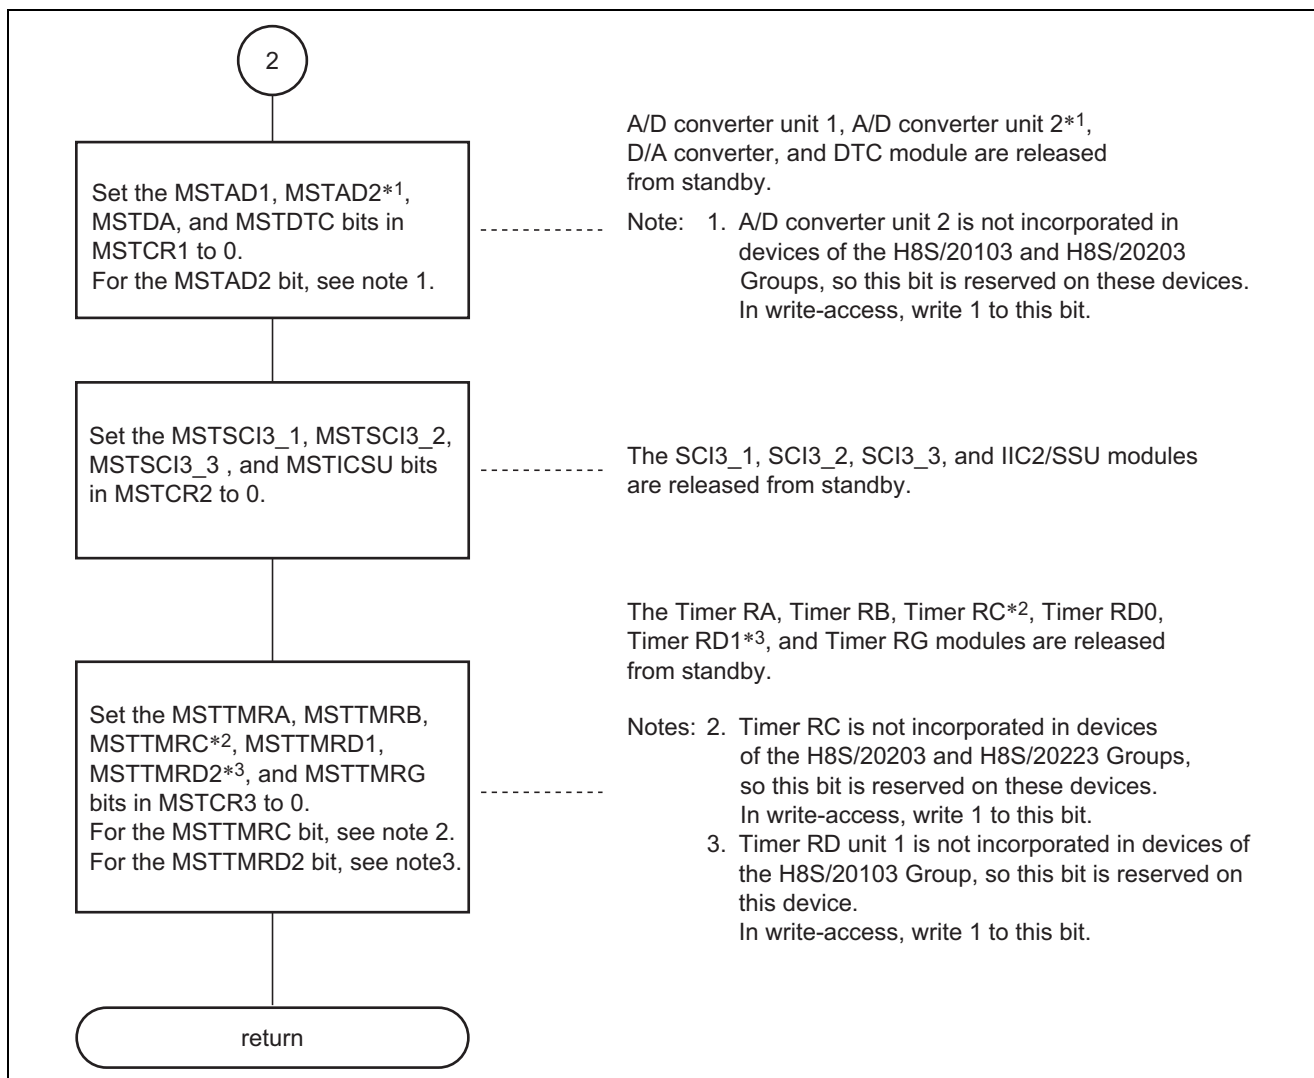 2
Set the MSTAD1, MSTAD2*1,
MSTDA, and MSTDTC bits in
MSTCR1 to 0.
For the MSTAD2 bit, see note 1.
A/D converter unit 1, A/D converter unit 2*1,
D/A converter, and DTC module are released
from standby.
Note: 1. A/D converter unit 2 is not incorporated in
devices of the H8S/20103 and H8S/20203
Groups, so this bit is reserved on these devices.
In write-access, write 1 to this bit.
Set the MSTSCI3_1, MSTSCI3_2,
MSTSCI3_3 , and MSTICSU bits
in MSTCR2 to 0.
The SCI3_1, SCI3_2, SCI3_3, and IIC2/SSU modules
are released from standby.
Set the MSTTMRA, MSTTMRB,
MSTTMRC*2, MSTTMRD1,
MSTTMRD2*3, and MSTTMRG
bits in MSTCR3 to 0.
For the MSTTMRC bit, see note 2.
For the MSTTMRD2 bit, see note3.
The Timer RA, Timer RB, Timer RC*2, Timer RD0,
Timer RD1*3, and Timer RG modules are released
from standby.
Notes: 2. Timer RC is not incorporated in devices
of the H8S/20203 and H8S/20223 Groups,
so this bit is reserved on these devices.
In write-access, write 1 to this bit.
3. Timer RD unit 1 is not incorporated in devices of
the H8S/20103 Group, so this bit is reserved on
this device.
In write-access, write 1 to this bit.
return